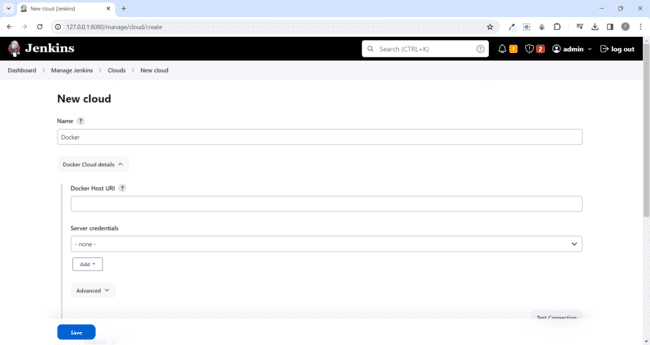 New cloud [Jenkins]
127.0.0.1:8080/manage/cloud/create
Jenkins
Search (CTRL+K)
1
2
admin
log out
Dashboard
Manage Jenkins
Clouds
New cloud
New cloud
Name ?
Docker
Docker Cloud details
Docker Host URI ?
Server credentials
- none -
Add
Advanced
Test Connection
Save